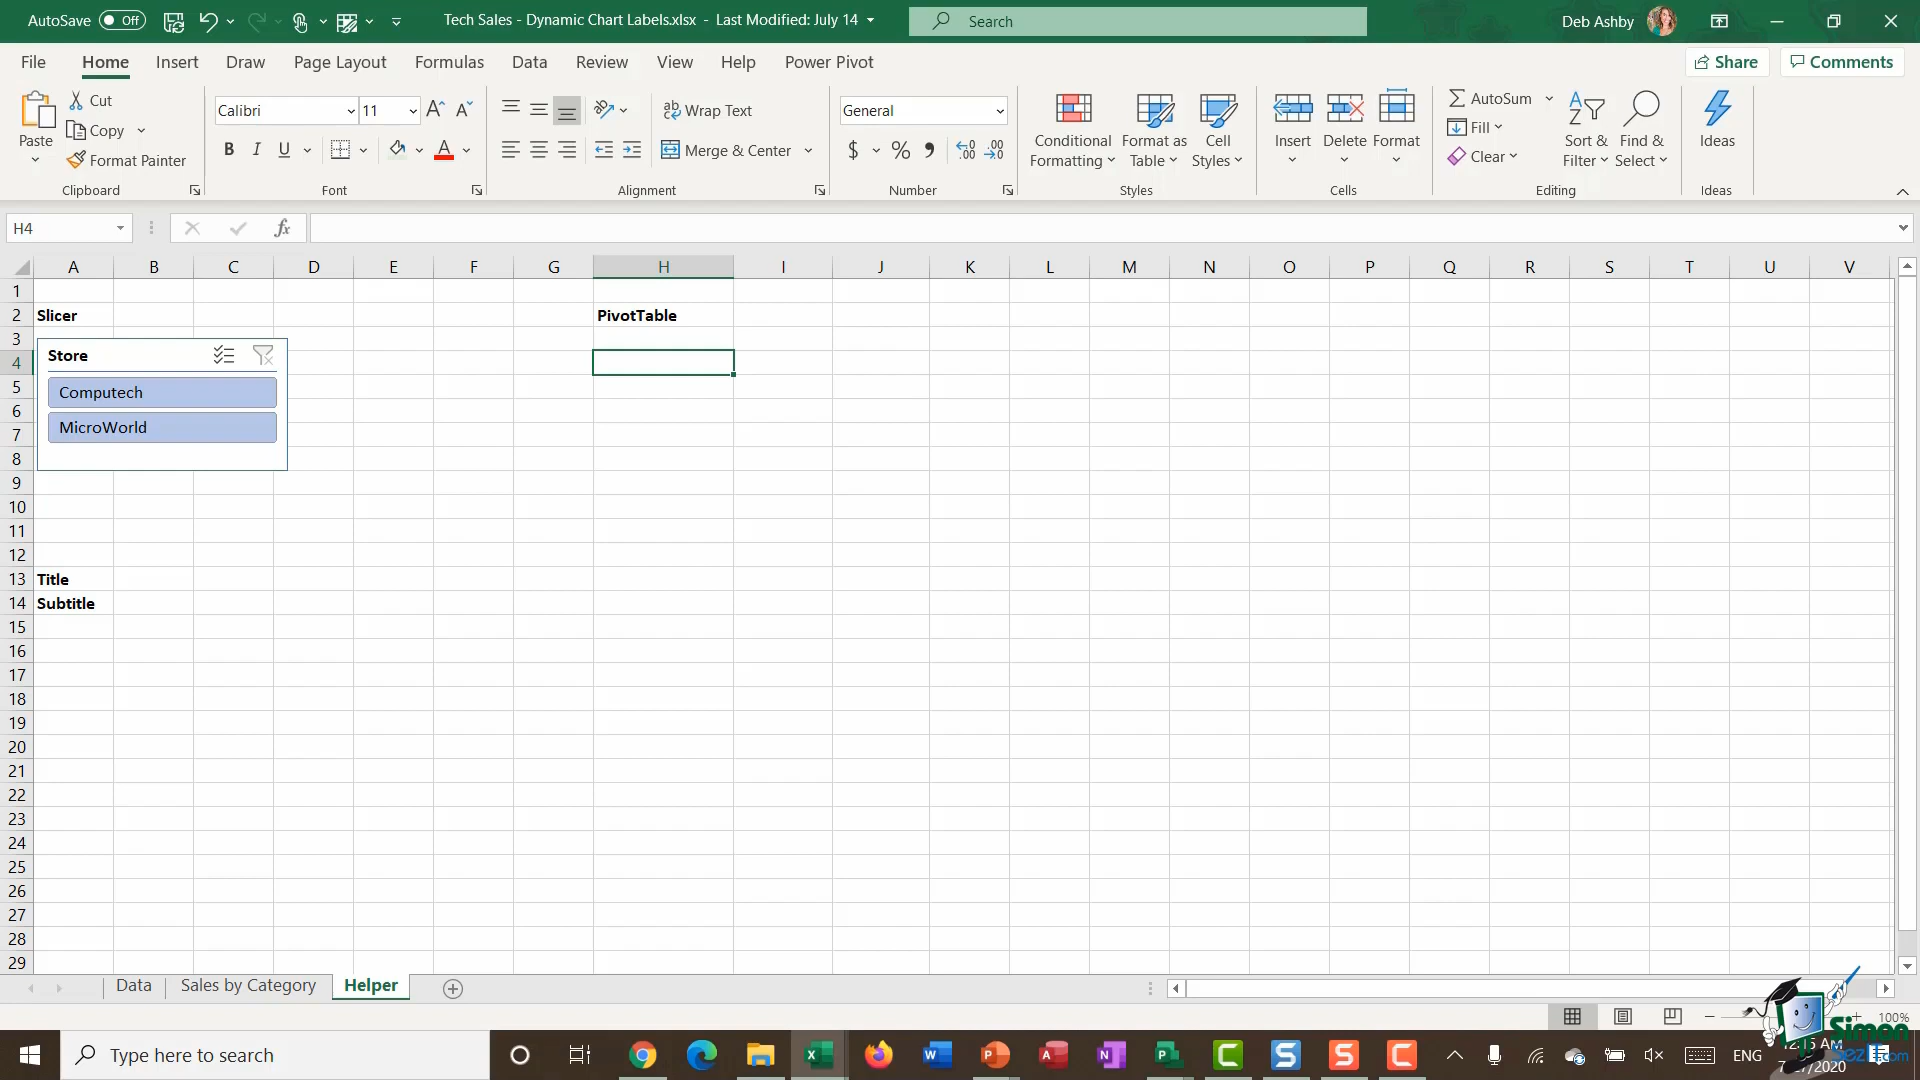 AutoSave Off Tech Sales - Dynamic Chart Labels.xlsx - Last Modified: July 14 Search Deb Ashby
File Home Insert Draw Page Layout Formulas Data Review View Help Power Pivot Share Comments
Paste
Cut
Copy
Format Painter
Clipboard
Calibri 11
B I U A
Font
Wrap Text
Merge & Center
Alignment
General
$ %
Number
Conditional Formatting
Format as Table
Cell Styles
Styles
Insert Delete Format
Cells
AutoSum
Fill
Clear
Sort & Filter
Find & Select
Editing
Ideas
Ideas
H4 fx
A B C D E F G H I J K L M N O P Q R S T U V
1
2 Slicer PivotTable
3
Store
4
Computech
5
6
MicroWorld
7
8
9
10
11
12
13 Title
14 Subtitle
15
16
17
18
19
20
21
22
23
24
25
26
27
28
29
Data Sales by Category Helper
100%
Type here to search
ENG